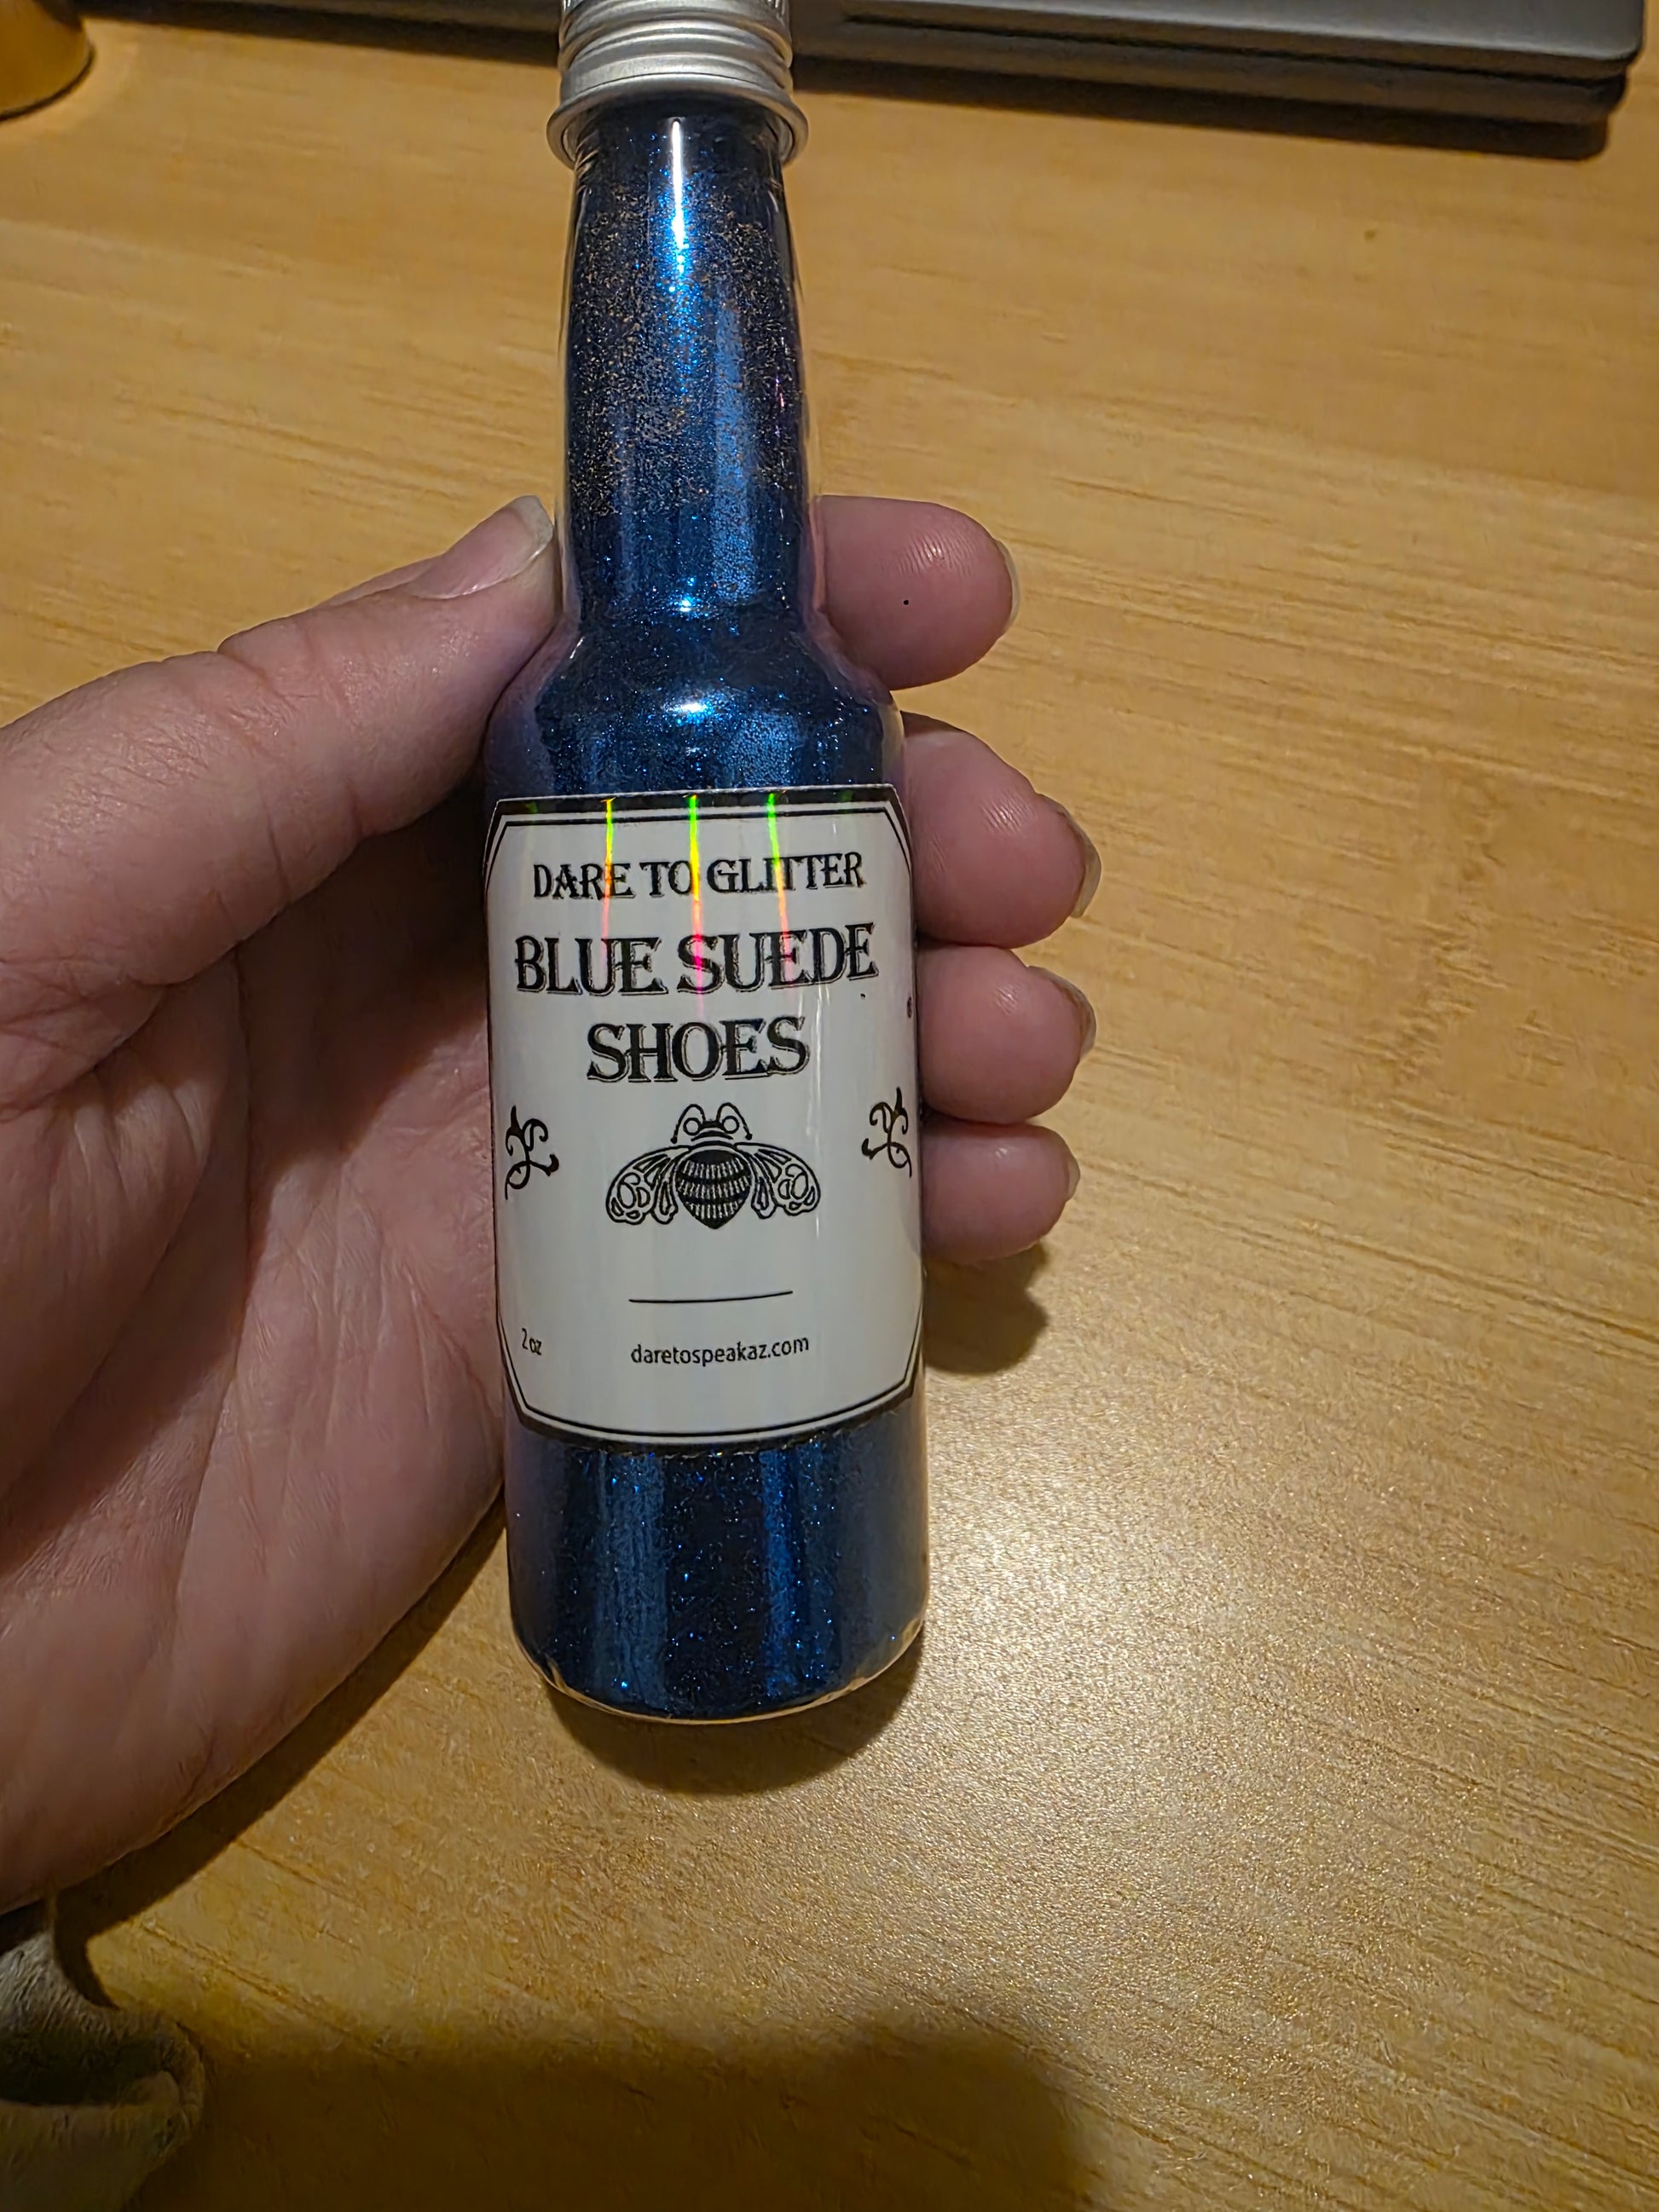 DARE TO GLITTER
BLUE SUEDE
SHOES
2 oz
daretospeakaz.com